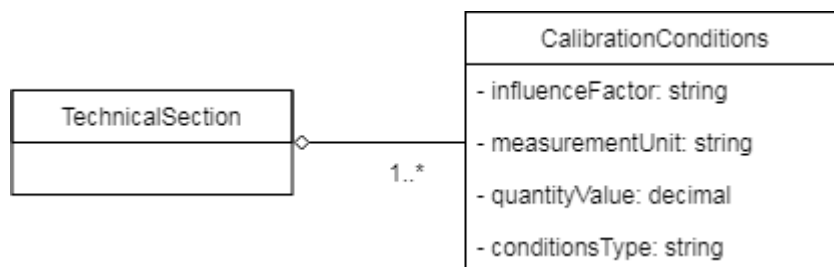 CalibrationConditions
TechnicalSection
- influenceFactor: string
- measurementUnit: string
1..*
- quantityValue: decimal
- conditionsType: string